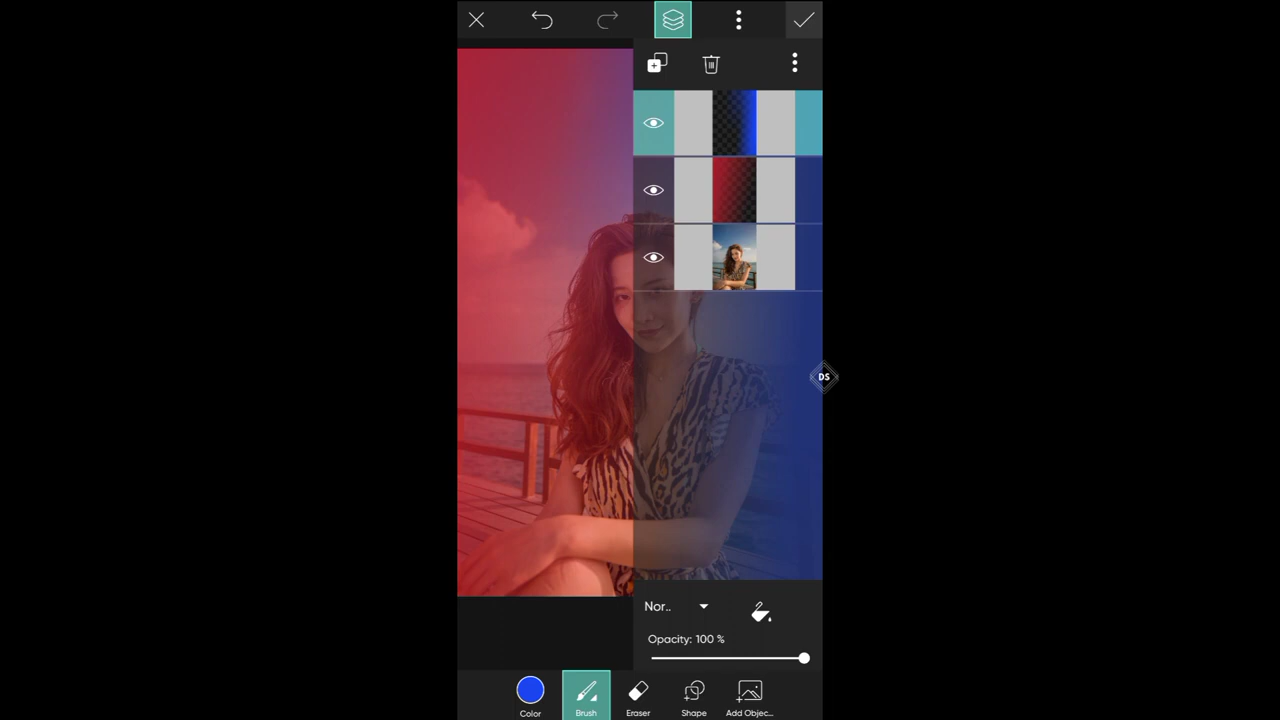 DS
Nor..
Opacity: 100 %
Color
Brush
Eraser
Shape
Add Objec...